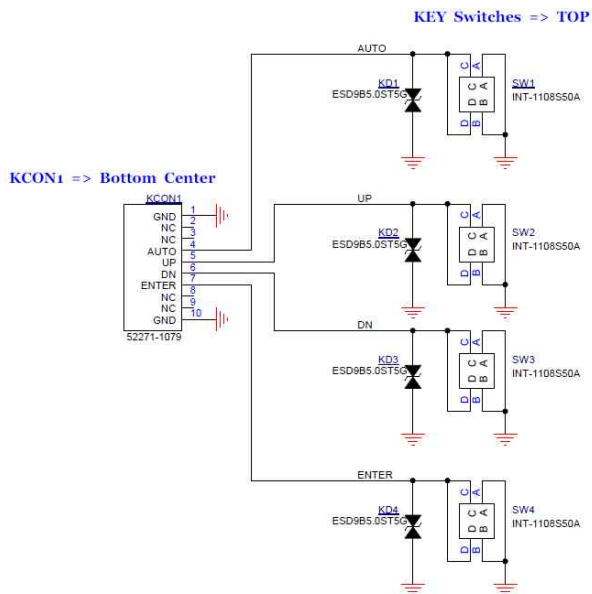 KEY Switches => TOP
AUTO
KD1
ESD9B5.0ST5G
C A
D C
B A
D B
SW1
INT-1108S50A
KCON1 => Bottom Center
KCON1
GND 1
NC 2
NC 3
AUTO 4
UP 5
DN 6
ENTER 7
NC 8
NC 9
GND 10
52271-1079
UP
KD2
ESD9B5.0ST5G
C A
D C
B A
D B
SW2
INT-1108S50A
DN
KD3
ESD9B5.0ST5G
C A
D C
B A
D B
SW3
INT-1108S50A
ENTER
KD4
ESD9B5.0ST5G
C A
D C
B A
D B
SW4
INT-1108S50A